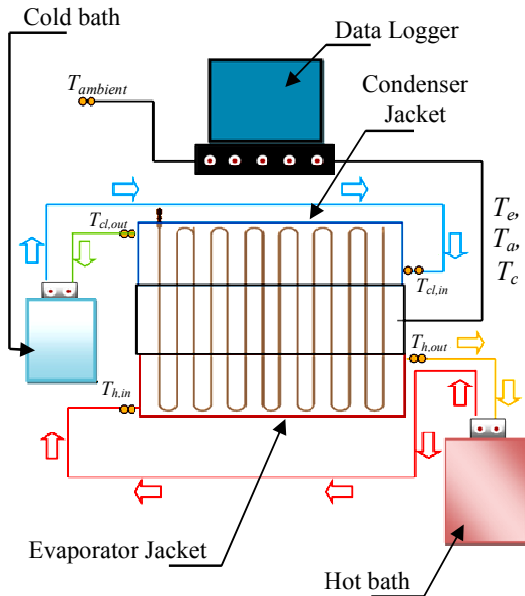 Cold bath
Data Logger
T_ambient
Condenser
Jacket
T_cl,out
T_e,
T_a,
T_c
T_cl,in
T_h,out
T_h,in
Evaporator Jacket
Hot bath